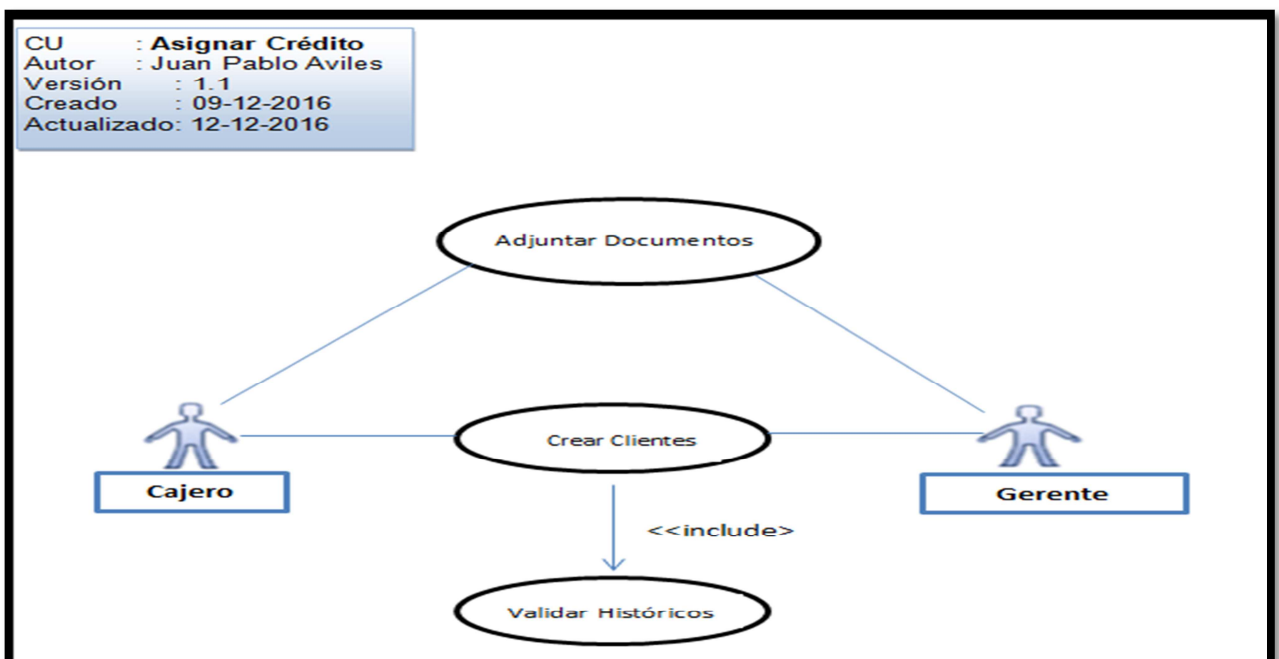 CU : Asignar Crédito
Autor : Juan Pablo Aviles
Versión : 1.1
Creado : 09-12-2016
Actualizado: 12-12-2016
Adjuntar Documentos
Crear Clientes
Cajero
Gerente
<<include>
Validar Históricos